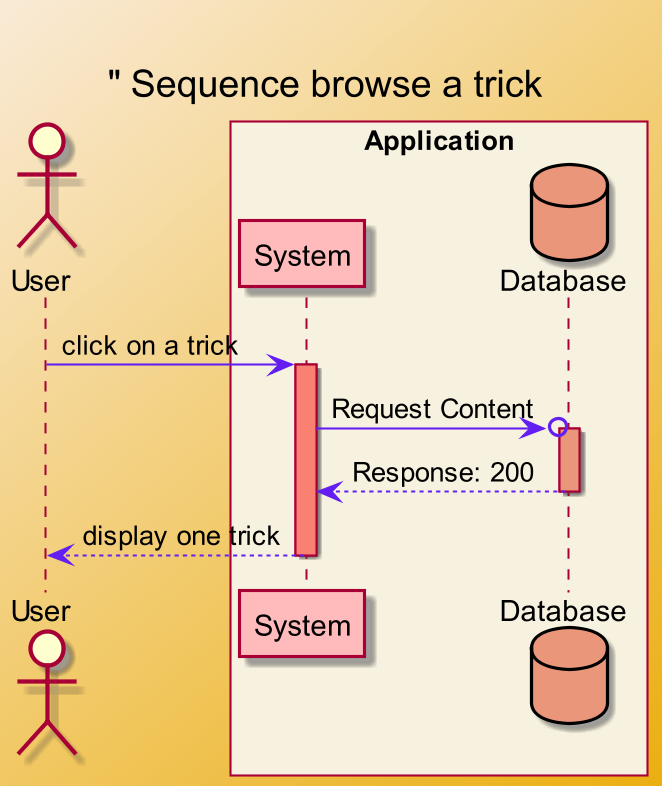 " Sequence browse a trick
Application
User
System
Database
click on a trick
Request Content
Response: 200
display one trick
User
System
Database